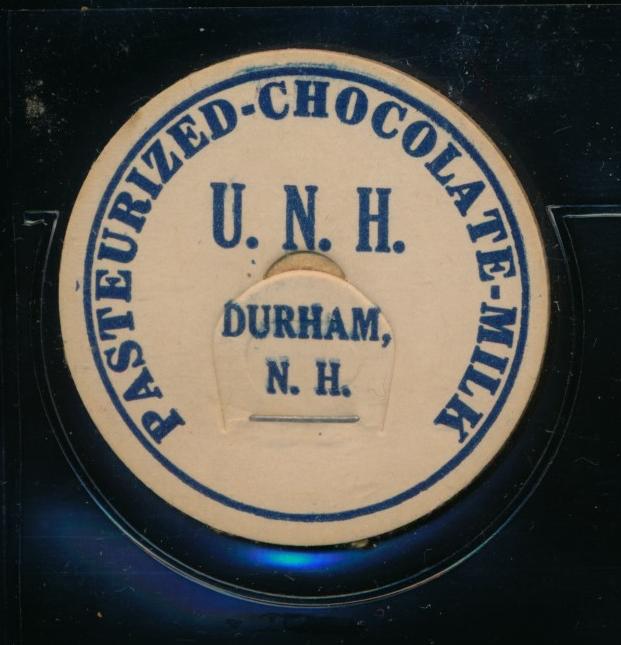 PASTEURIZED-CHOCOLATE-MILK
U. N. H.
DURHAM,
N. H.